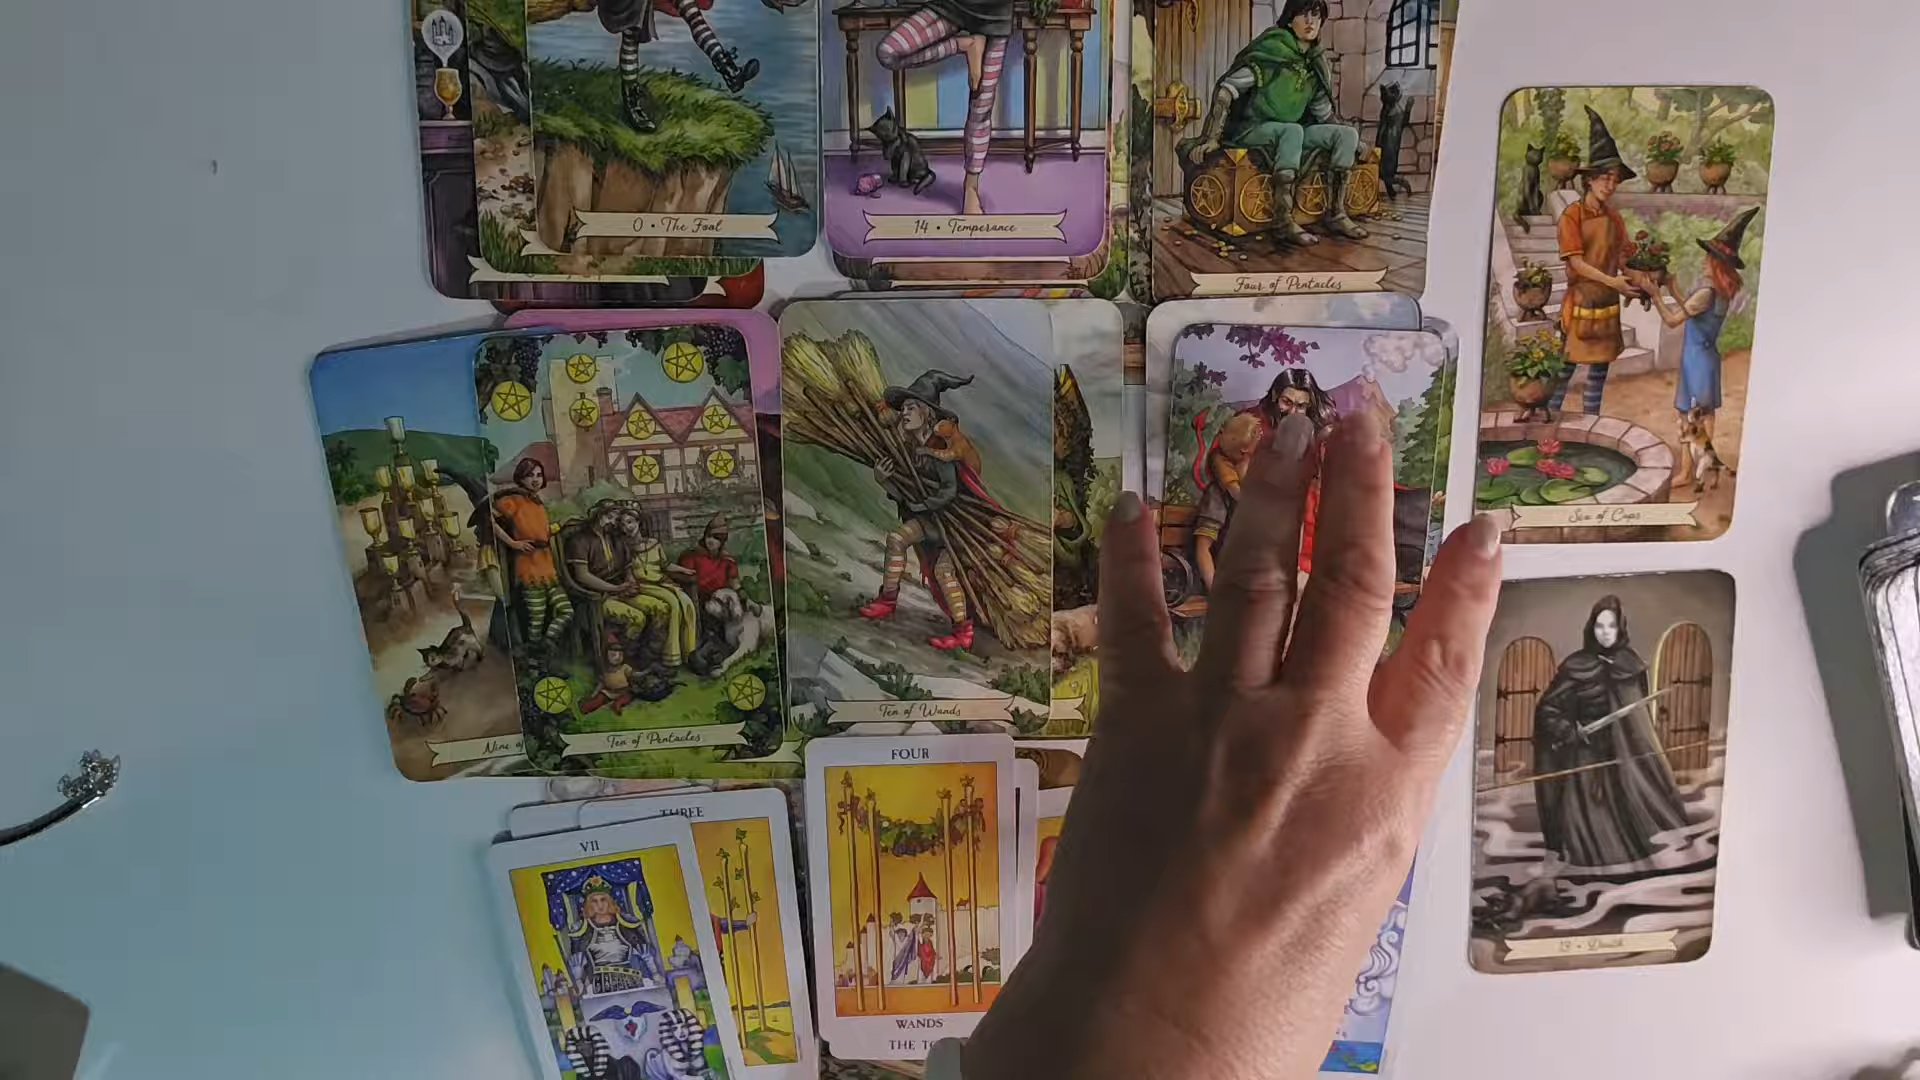 0 • The Fool
14 • Temperance
Four of Pentacles
Six of Cups
Nine of
Ten of Pentacles
Ten of Wands
13 • Death
THREE
VII
FOUR
WANDS
THE